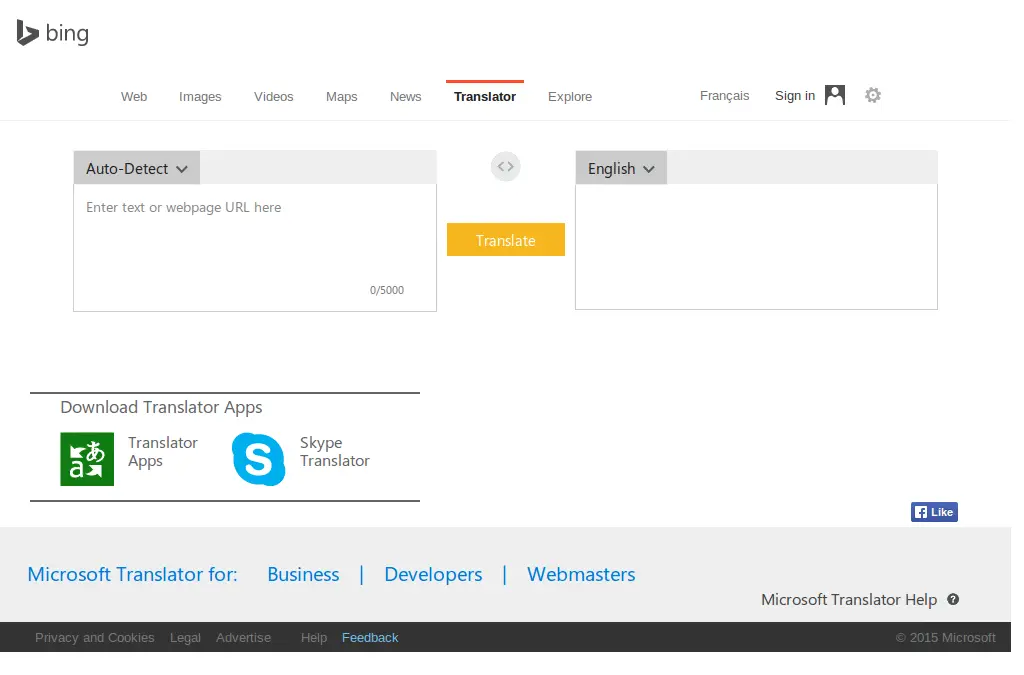 bing
Web Images Videos Maps News Translator Explore Français Sign in
Auto-Detect English
Enter text or webpage URL here
Translate
0/5000
Download Translator Apps
Translator Apps
Skype Translator
Like
Microsoft Translator for: Business | Developers | Webmasters
Microsoft Translator Help
Privacy and Cookies Legal Advertise Help Feedback © 2015 Microsoft